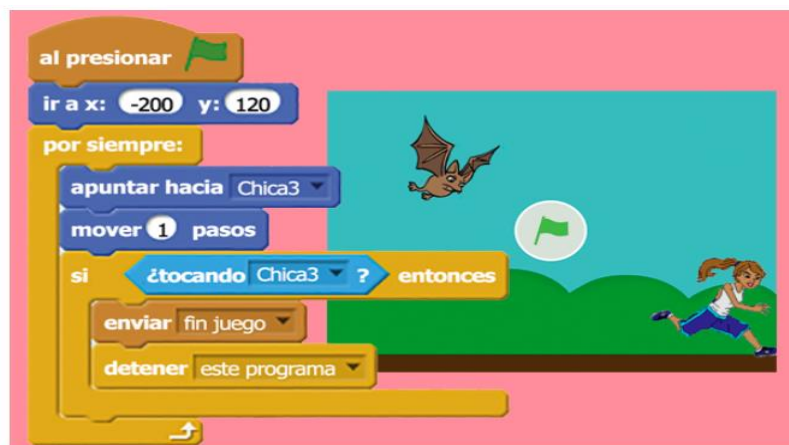 al presionar
ir a x: -200 y: 120
por siempre:
apuntar hacia Chica3
mover 1 pasos
si ¿tocando Chica3 ? entonces
enviar fin juego
detener este programa